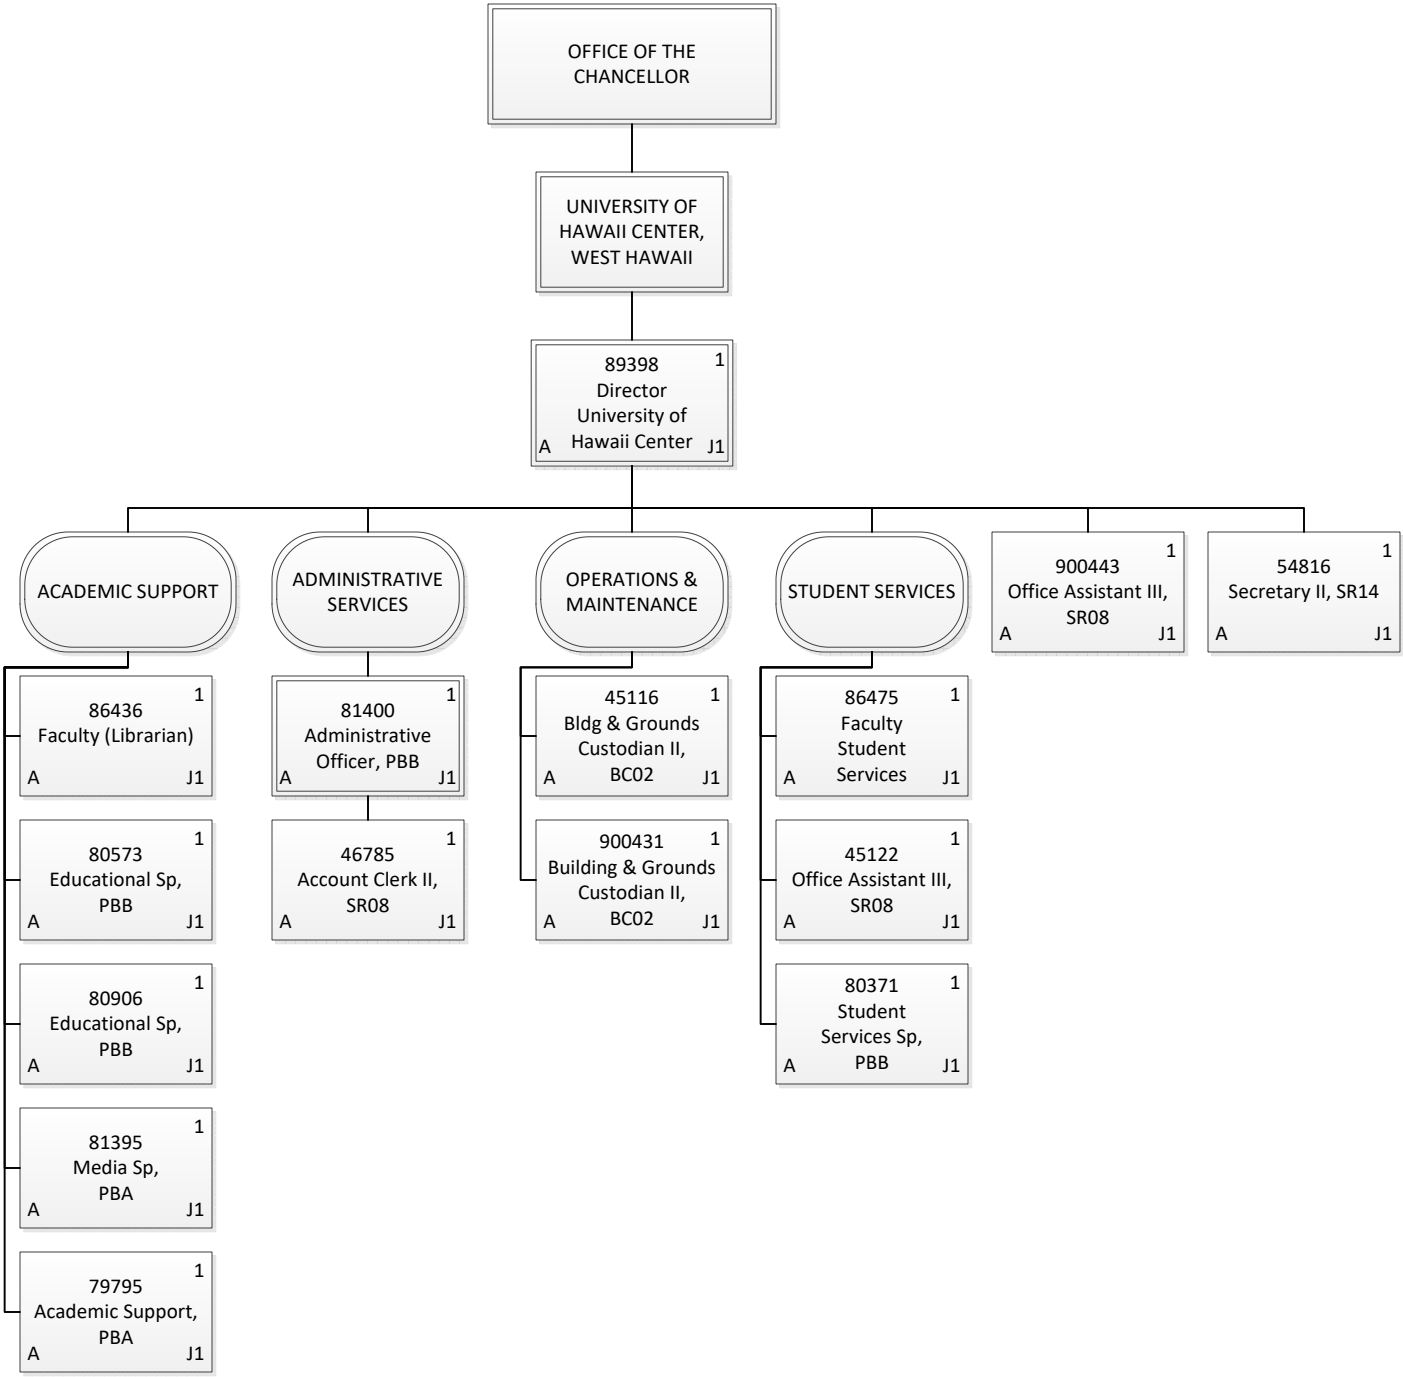 OFFICE OF THE
CHANCELLOR
UNIVERSITY OF
HAWAII CENTER,
WEST HAWAII
1
89398
Director
University of
Hawaii Center
A J1
ACADEMIC SUPPORT
ADMINISTRATIVE
SERVICES
OPERATIONS &
MAINTENANCE
STUDENT SERVICES
1
900443
Office Assistant III,
SR08
A J1
1
54816
Secretary II, SR14
A J1
1
86436
Faculty (Librarian)
A J1
1
80573
Educational Sp,
PBB
A J1
1
80906
Educational Sp,
PBB
A J1
1
81395
Media Sp,
PBA
A J1
1
79795
Academic Support,
PBA
A J1
1
81400
Administrative
Officer, PBB
A J1
1
46785
Account Clerk II,
SR08
A J1
1
45116
Bldg & Grounds
Custodian II,
BC02
A J1
1
900431
Building & Grounds
Custodian II,
BC02
A J1
1
86475
Faculty
Student
Services
A J1
1
45122
Office Assistant III,
SR08
A J1
1
80371
Student
Services Sp,
PBB
A J1